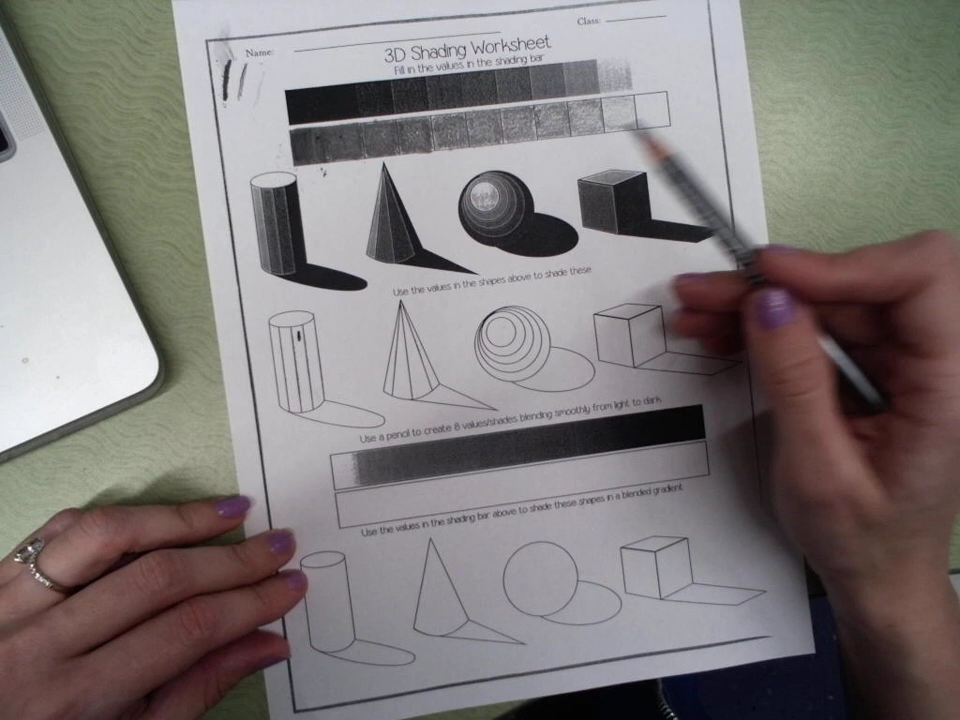 Class:
Name:
3D Shading Worksheet
Fill in the values in the shading bar
Use the values in the shapes above to shade these
Use a pencil to create 8 values/shades blending smoothly from light to dark.
Use the values in the shading bar above to shade these shapes in a blended gradient.